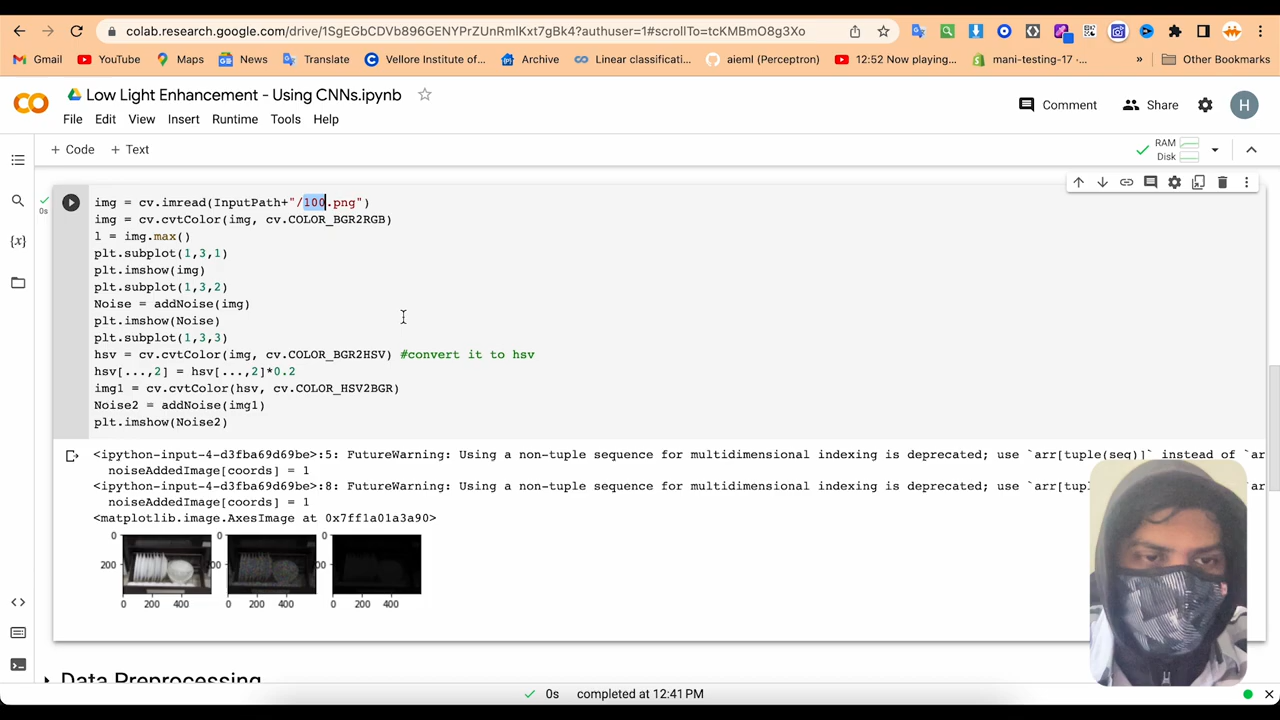 colab.research.google.com/drive/1SgEGbCDVb896GENYPrZUnRmlKxt7gBk4?authuser=1#scrollTo=tcKMBmO8g3Xo
Gmail YouTube Maps News Translate Vellore Institute of... Archive Linear classificati... aieml (Perceptron) 12:52 Now playing... mani-testing-17 ... » Other Bookmarks
CO Low Light Enhancement - Using CNNs.ipynb
Comment Share H
File Edit View Insert Runtime Tools Help
+ Code + Text RAM
Disk
img = cv.imread(InputPath+"/100.png")
0s
img = cv.cvtColor(img, cv.COLOR_BGR2RGB)
l = img.max()
plt.subplot(1,3,1)
plt.imshow(img)
plt.subplot(1,3,2)
Noise = addNoise(img)
plt.imshow(Noise)
plt.subplot(1,3,3)
hsv = cv.cvtColor(img, cv.COLOR_BGR2HSV) #convert it to hsv
hsv[...,2] = hsv[...,2]*0.2
img1 = cv.cvtColor(hsv, cv.COLOR_HSV2BGR)
Noise2 = addNoise(img1)
plt.imshow(Noise2)
<ipython-input-4-d3fba69d69be>:5: FutureWarning: Using a non-tuple sequence for multidimensional indexing is deprecated; use `arr[tuple(seq)]` instead of `ar
noiseAddedImage[coords] = 1
<ipython-input-4-d3fba69d69be>:8: FutureWarning: Using a non-tuple sequence for multidimensional indexing is deprecated; use `arr[tup
noiseAddedImage[coords] = 1
<matplotlib.image.AxesImage at 0x7ff1a01a3a90>
0 0 0
200 00 00
0 200 400 0 200 400 0 200 400
Data Preprocessing
0s completed at 12:41 PM